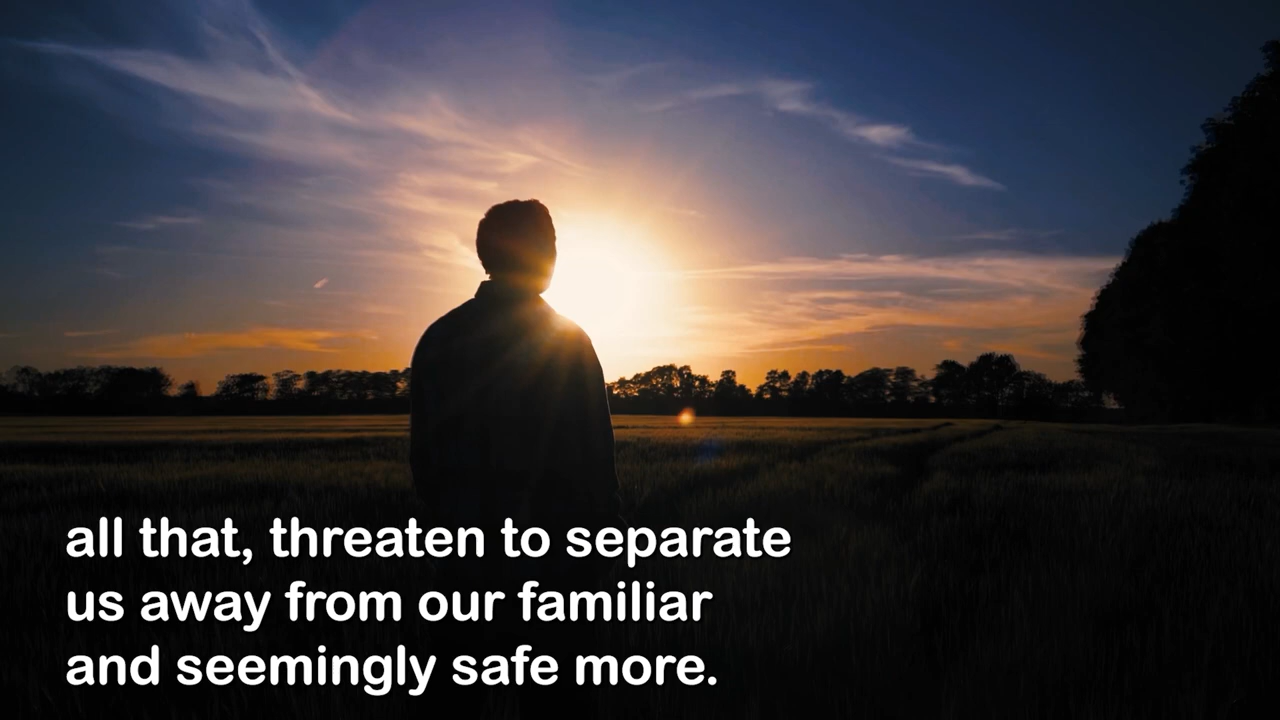 all that, threaten to separate
us away from our familiar
and seemingly safe more.